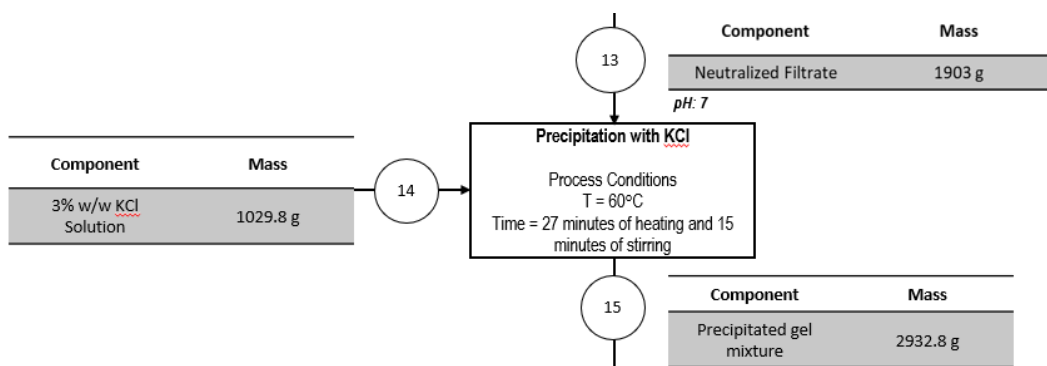 Component Mass
13
Neutralized Filtrate 1903 g
pH: 7
Precipitation with KCl
Component Mass
Process Conditions
14
T = 60°C
3% w/w KCl
Solution
1029.8 g
Time = 27 minutes of heating and 15
minutes of stirring
Component Mass
15
Precipitated gel
mixture
2932.8 g